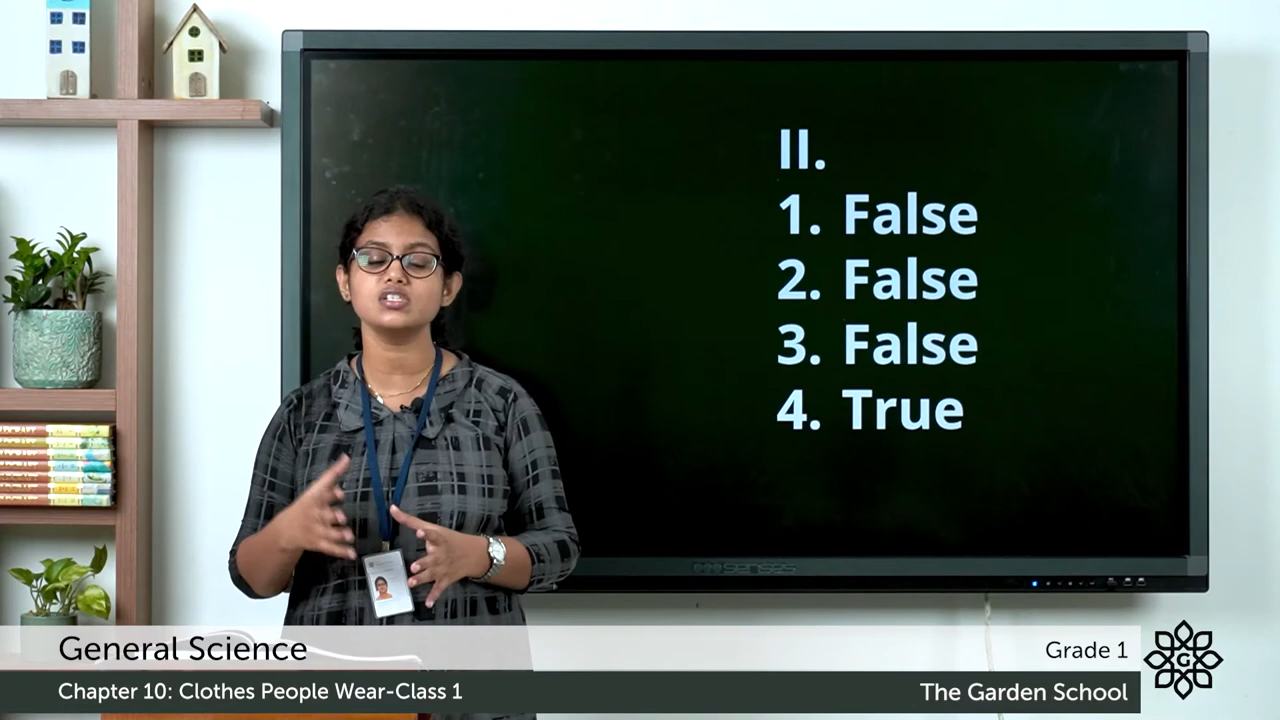 II.
1. False
2. False
3. False
4. True
General Science
Grade 1
Chapter 10: Clothes People Wear-Class 1
The Garden School
G